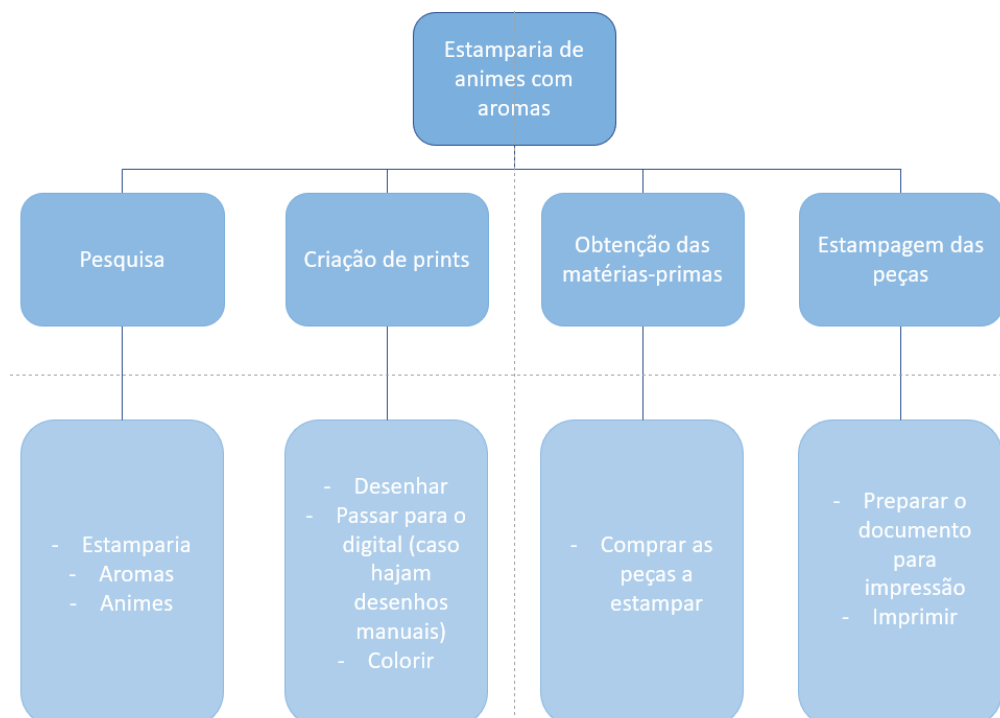 Estamparia de
animes com
aromas
Pesquisa
Criação de prints
Obtenção das
matérias-primas
Estampagem das
peças
- Estamparia
- Aromas
- Animes
- Desenhar
- Passar para o
digital (caso
hajam
desenhos
manuais)
- Colorir
- Comprar as
peças a
estampar
- Preparar o
documento
para
impressão
- Imprimir